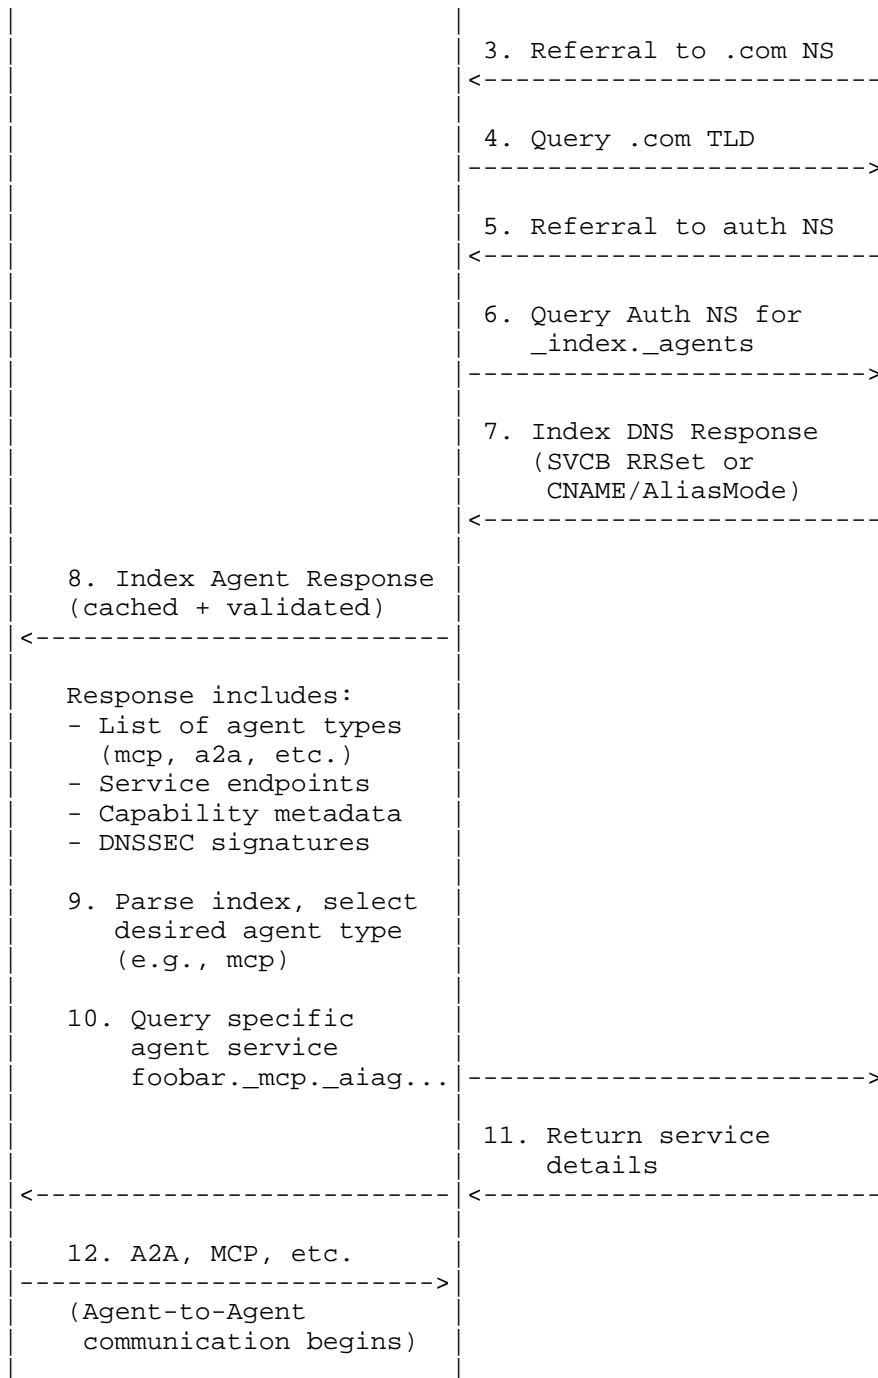 3. Referral to .com NS
4. Query .com TLD
5. Referral to auth NS
6. Query Auth NS for
_index._agents
7. Index DNS Response
(SVCB RRSet or
CNAME/AliasMode)
8. Index Agent Response
(cached + validated)
Response includes:
- List of agent types
(mcp, a2a, etc.)
- Service endpoints
- Capability metadata
- DNSSEC signatures
9. Parse index, select
desired agent type
(e.g., mcp)
10. Query specific
agent service
foobar._mcp._aiag...
11. Return service
details
12. A2A, MCP, etc.
(Agent-to-Agent
communication begins)